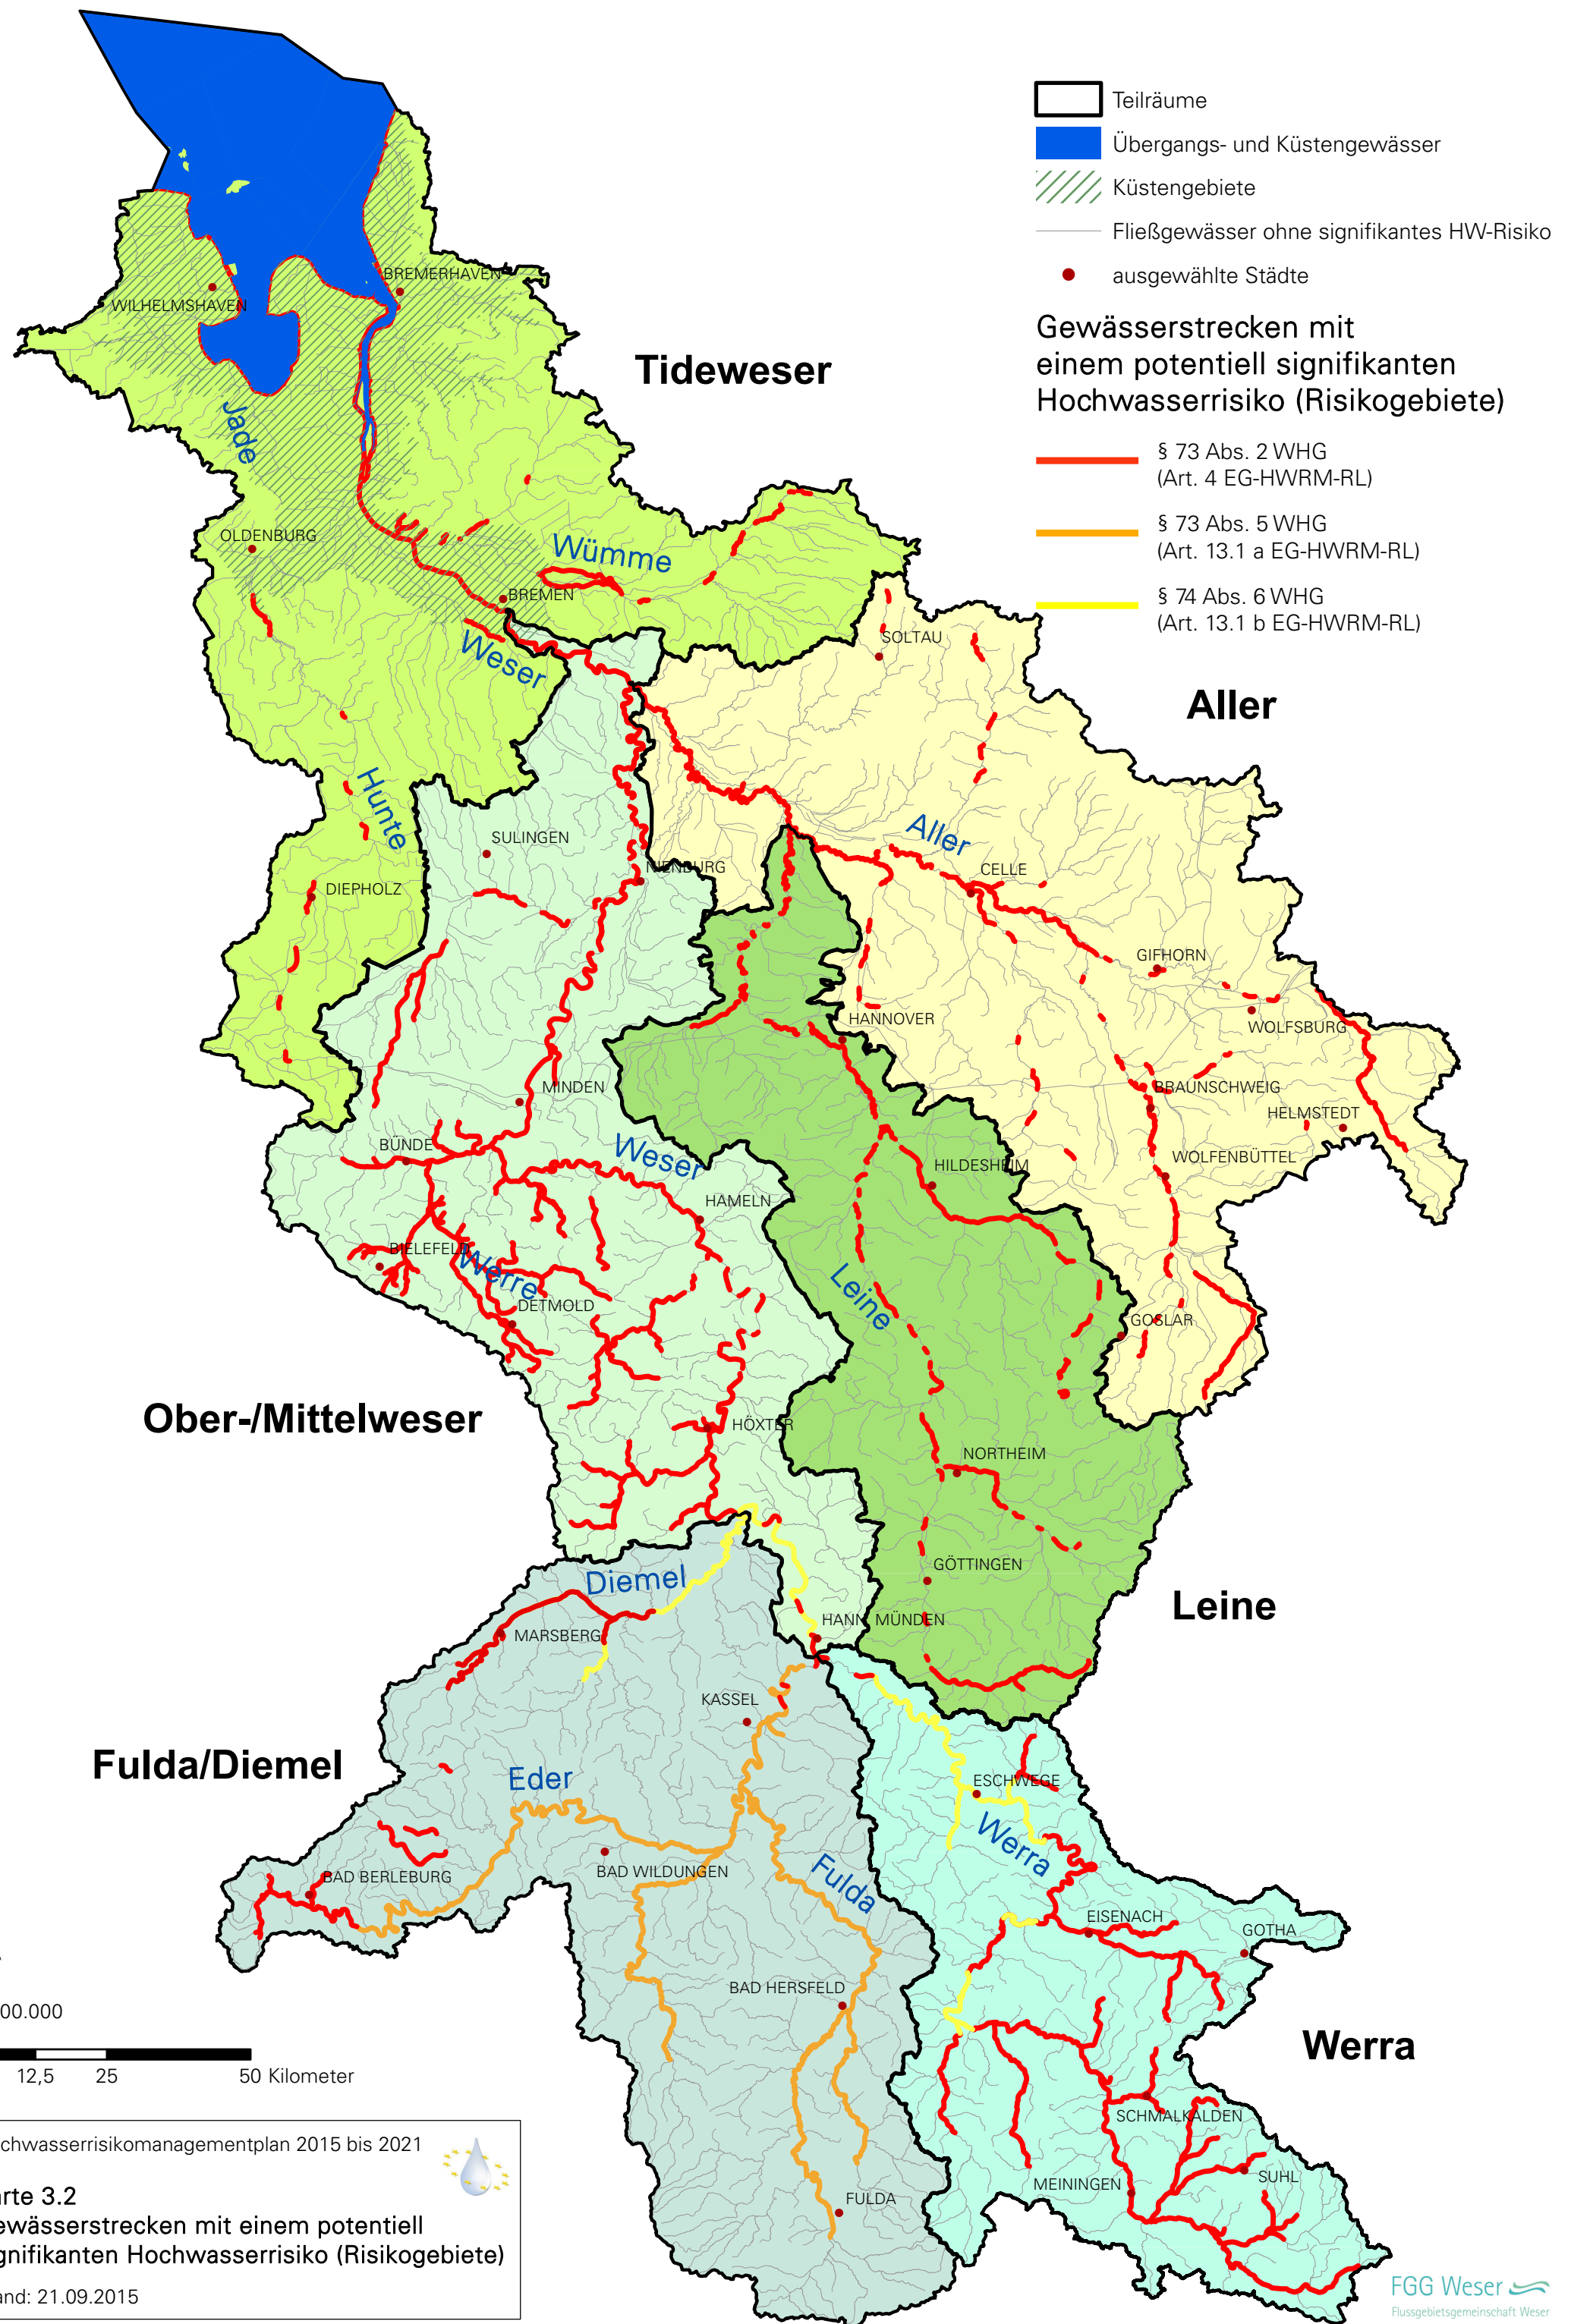 Teilräume
Übergangs- und Küstengewässer
Küstengebiete
Fließgewässer ohne signifikantes HW-Risiko
ausgewählte Städte
Gewässerstrecken mit
einem potentiell signifikanten
Hochwasserrisiko (Risikogebiete)
§ 73 Abs. 2 WHG
(Art. 4 EG-HWRM-RL)
§ 73 Abs. 5 WHG
(Art. 13.1 a EG-HWRM-RL)
§ 74 Abs. 6 WHG
(Art. 13.1 b EG-HWRM-RL)
BREMERHAVEN
WILHELMSHAVEN
Tideweser
Jade
OLDENBURG
Wümme
BREMEN
Weser
SOLTAU
Aller
Hunte
SULINGEN
Aller
NIENBURG
CELLE
DIEPHOLZ
GIFHORN
HANNOVER
WOLFSBURG
MINDEN
BRAUNSCHWEIG
HELMSTEDT
BÜNDE
Weser
WOLFENBÜTTEL
HILDESHEIM
HAMELN
BIELEFELD
Werre
Leine
DETMOLD
GOSLAR
Ober-/Mittelweser
HÖXTER
NORTHEIM
GÖTTINGEN
Diemel
Leine
HANN. MÜNDEN
MARSBERG
KASSEL
Fulda/Diemel
Eder
ESCHWEGE
Werra
BAD WILDUNGEN
BAD BERLEBURG
Fulda
EISENACH
GOTHA
BAD HERSFELD
Werra
SCHMALKALDEN
SUHL
MEININGEN
FULDA
00.000
12,5 25 50 Kilometer
chwasserrisikomanagementplan 2015 bis 2021
arte 3.2
ewässerstrecken mit einem potentiell
gnifikanten Hochwasserrisiko (Risikogebiete)
and: 21.09.2015
FGG Weser
Flussgebietsgemeinschaft Weser